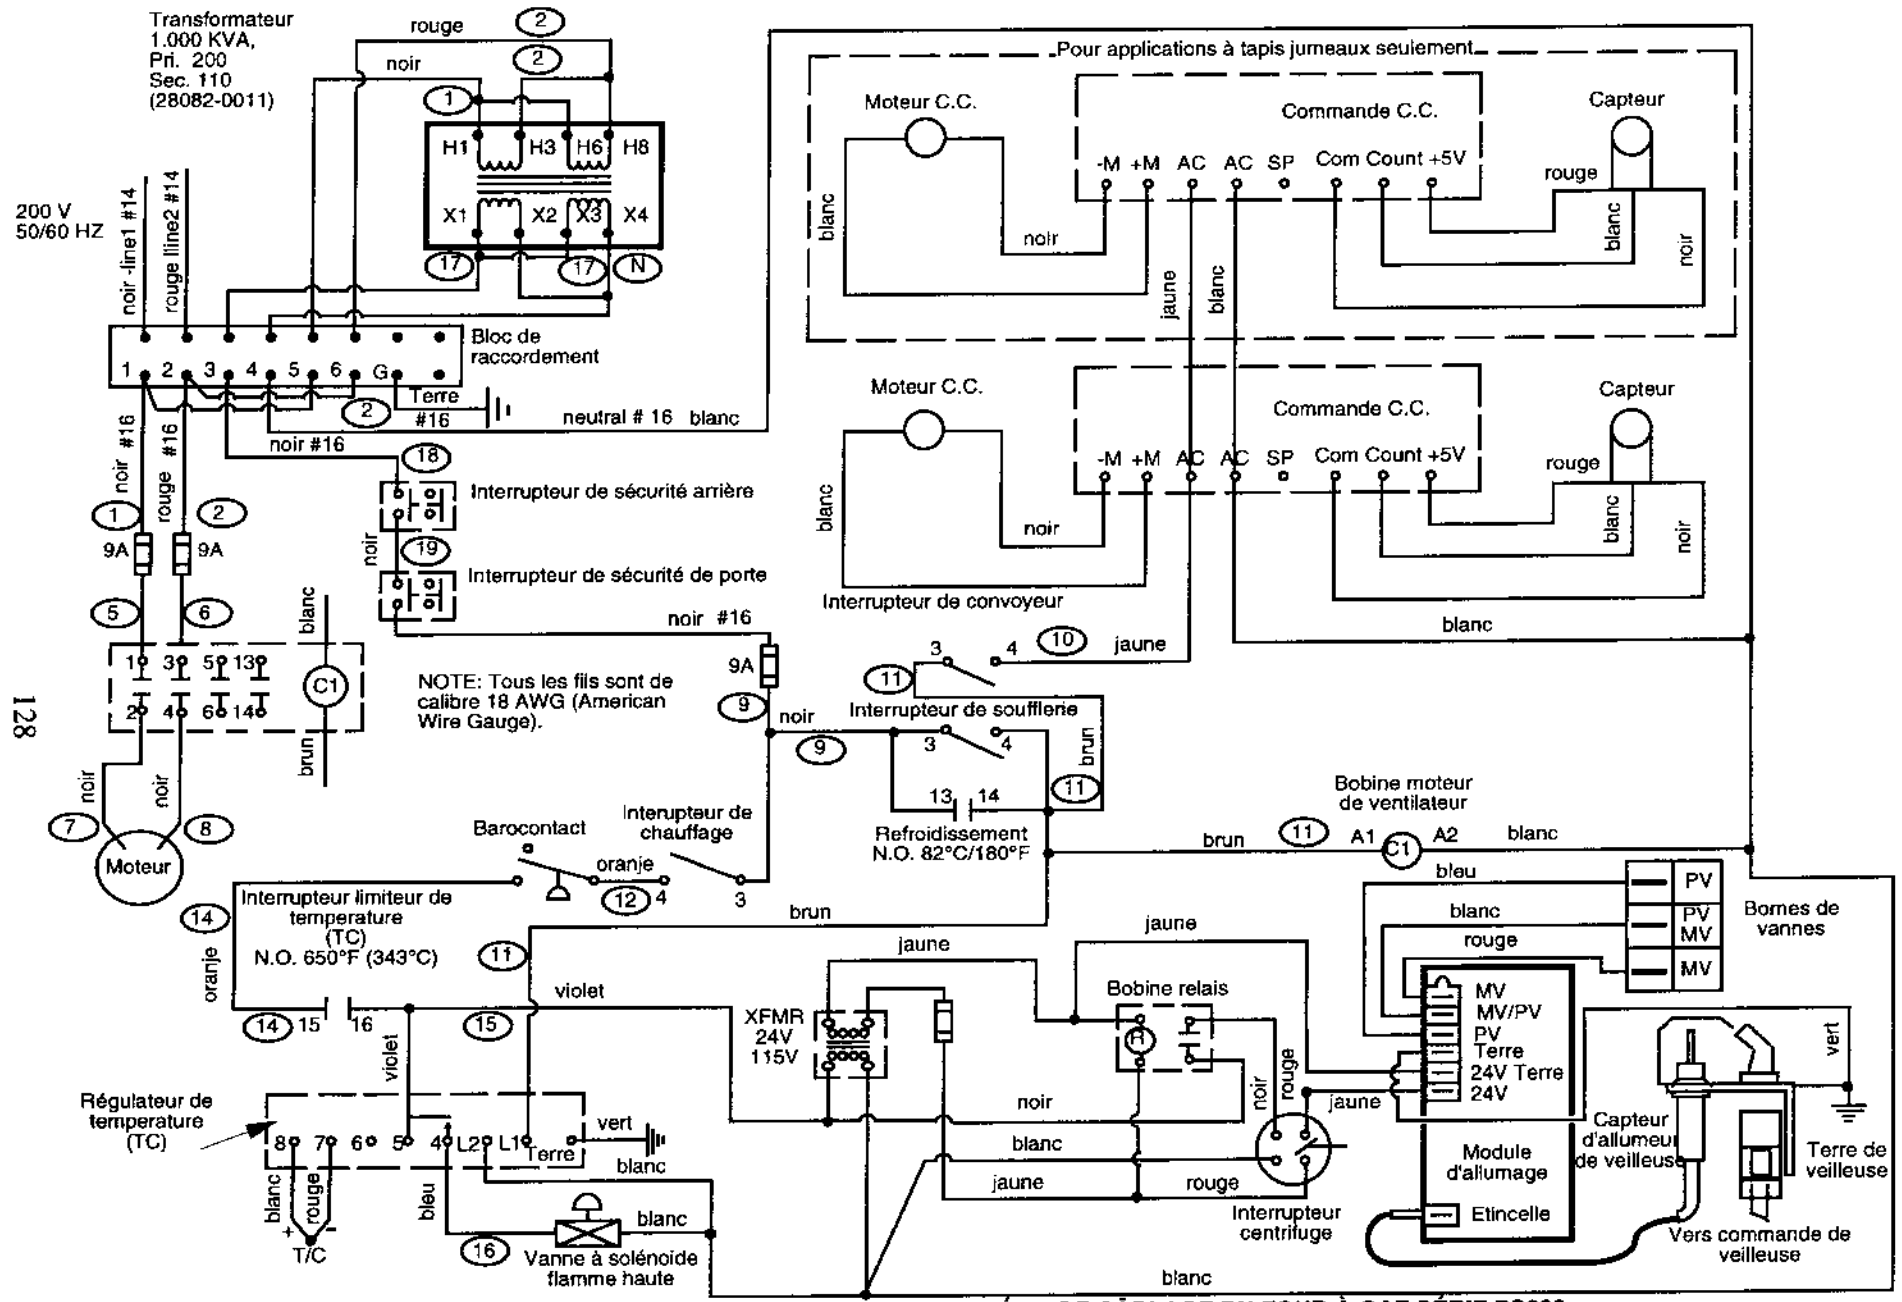 Transformateur
1.000 KVA,
Pri. 200
Sec. 110
(28082-0011)
rouge
2
noir
2
1
H1 H3 H6 H8
X1 X2 X3 X4
17 17 N
200 V
50/60 HZ
noir -line1 #14
rouge lline2 #14
Bloc de
raccordement
1 2 3 4 5 6 G
2
Terre
#16
neutral # 16 blanc
noir #16
noir #16
rouge #16
18
Interrupteur de sécurité arrière
noir
19
Interrupteur de sécurité de porte
1
2
9A
9A
5
6
blanc
1 3 5 13
2 4 6 14
C1
brun
noir
noir
7
8
Moteur
NOTE: Tous les fils sont de
calibre 18 AWG (American
Wire Gauge).
128
noir #16
9A
9
noir
9
Pour applications à tapis jumeaux seulement
Moteur C.C.
Commande C.C.
Capteur
-M +M AC AC SP Com Count +5V
blanc
noir
jaune
blanc
rouge
blanc
noir
Moteur C.C.
Commande C.C.
Capteur
-M +M AC AC SP Com Count +5V
blanc
noir
rouge
blanc
noir
Interrupteur de convoyeur
3 4
10
jaune
blanc
11
Interrupteur de soufflerie
3 4
brun
11
13 14
Refroidissement
N.O. 82°C/180°F
Bobine moteur
de ventilateur
brun
11
A1 C1 A2
blanc
Barocontact
Interupteur de
chauffage
oranje
12
4 3
14
Interrupteur limiteur de
temperature
(TC)
N.O. 650°F (343°C)
oranje
14
15 16
brun
11
violet
15
violet
jaune
XFMR
24V
115V
jaune
Bobine relais
R
noir
rouge
noir
blanc
jaune
rouge
jaune
Interrupteur
centrifuge
bleu
blanc
rouge
PV
PV
MV
MV
Bornes de
vannes
MV
MV/PV
PV
Terre
24V Terre
24V
Module
d'allumage
Etincelle
Capteur
d'allumeur
de veilleuse
vert
Terre de
veilleuse
Vers commande de
veilleuse
Régulateur de
température
(TC)
8 7 6 5 4 L2 L1 Terre
vert
blanc
blanc
rouge
+ -
T/C
bleu
16
Vanne à solénoide
flamme haute
blanc
blanc